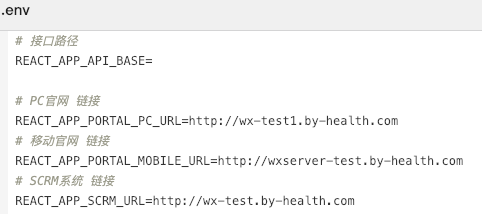 .env
# 接口路径
REACT_APP_API_BASE=
# PC官网 链接
REACT_APP_PORTAL_PC_URL=http://wx-test1.by-health.com
# 移动官网 链接
REACT_APP_PORTAL_MOBILE_URL=http://wxserver-test.by-health.com
# SCRM系统 链接
REACT_APP_SCRM_URL=http://wx-test.by-health.com